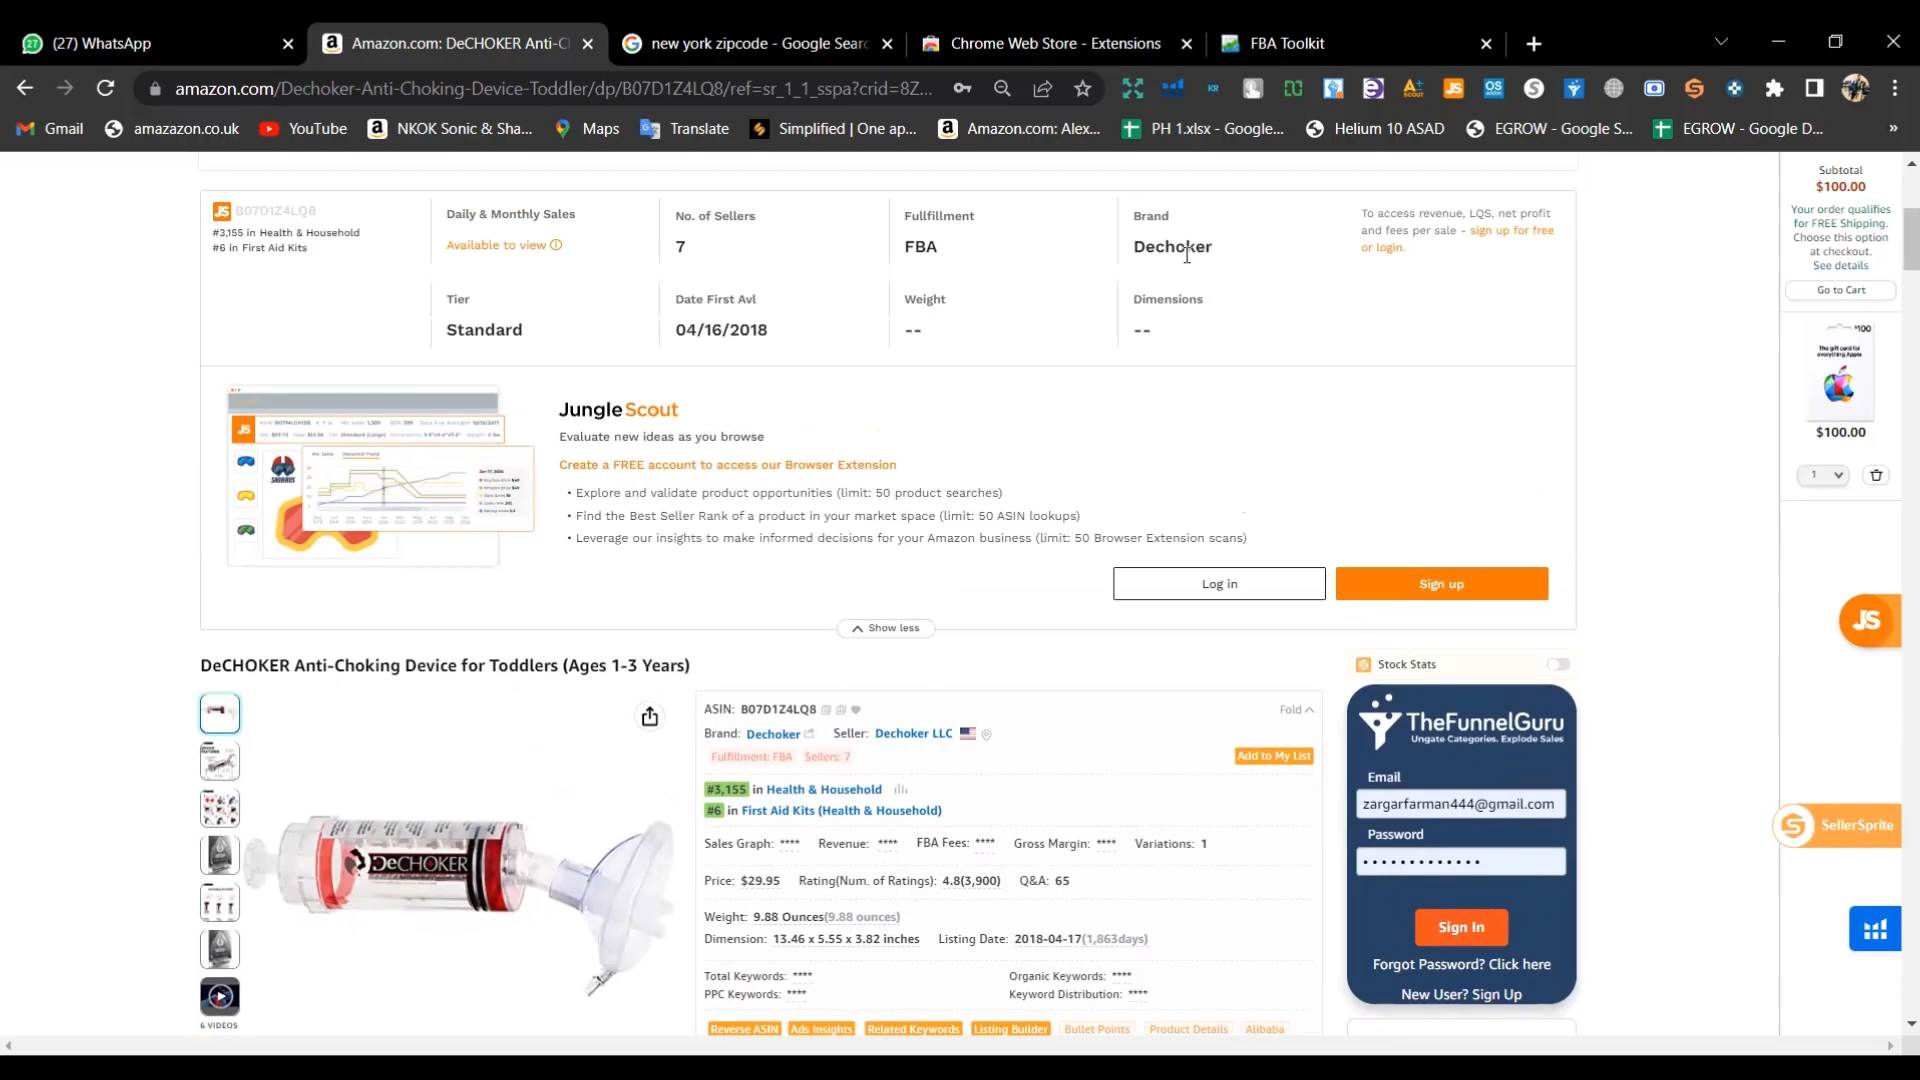 27
(27) WhatsApp
Amazon.com: DeCHOKER Anti-C
new york zipcode - Google Searc
Chrome Web Store - Extensions
FBA Toolkit
amazon.com/Dechoker-Anti-Choking-Device-Toddler/dp/B07D1Z4LQ8/ref=sr_1_1_sspa?crid=8Z...
Gmail
amazazon.co.uk
YouTube
NKOK Sonic & Sha...
Maps
Translate
Simplified | One ap...
Amazon.com: Alex...
PH 1.xlsx - Google...
Helium 10 ASAD
EGROW - Google S...
EGROW - Google D...
»
JS B07D1Z4LQ8
#3,155 in Health & Household
#6 in First Aid Kits
Daily & Monthly Sales
Available to view
No. of Sellers
7
Fullfillment
FBA
Brand
Dechoker
To access revenue, LQS, net profit
and fees per sale - sign up for free
or login.
Tier
Standard
Date First Avl
04/16/2018
Weight
--
Dimensions
--
Jungle Scout
Evaluate new ideas as you browse
Create a FREE account to access our Browser Extension
• Explore and validate product opportunities (limit: 50 product searches)
• Find the Best Seller Rank of a product in your market space (limit: 50 ASIN lookups)
• Leverage our insights to make informed decisions for your Amazon business (limit: 50 Browser Extension scans)
Log in
Sign up
Show less
DeCHOKER Anti-Choking Device for Toddlers (Ages 1-3 Years)
DeCHOKER
6 VIDEOS
ASIN: B07D1Z4LQ8
Fold
Brand: Dechoker
Seller: Dechoker LLC
Fulfillment: FBA
Sellers: 7
Add to My List
#3,155 in Health & Household
#6 in First Aid Kits (Health & Household)
Sales Graph: ****
Revenue: ****
FBA Fees: ****
Gross Margin: ****
Variations: 1
Price: $29.95
Rating(Num. of Ratings): 4.8(3,900)
Q&A: 65
Weight: 9.88 Ounces(9.88 ounces)
Dimension: 13.46 x 5.55 x 3.82 inches
Listing Date: 2018-04-17(1,863days)
Total Keywords: ****
Organic Keywords: ****
PPC Keywords: ****
Keyword Distribution: ****
Reverse ASIN
Ads Insights
Related Keywords
Listing Builder
Bullet Points
Product Details
Alibaba
Stock Stats
TheFunnelGuru
Ungate Categories. Explode Sales
Email
zargarfarman444@gmail.com
Password
Sign In
Forgot Password? Click here
New User? Sign Up
Subtotal
$100.00
Your order qualifies
for FREE Shipping.
Choose this option
at checkout.
See details
Go to Cart
$100
The gift card for
everything Apple
$100.00
1
JS
SellerSprite